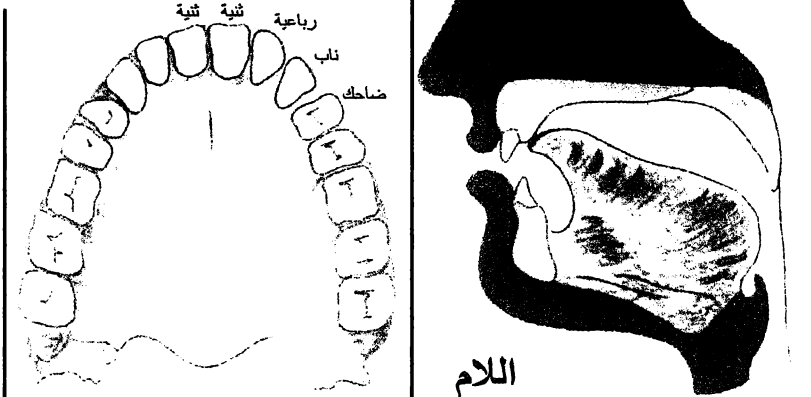 ثنية
ثنية
رباعية
ناب
ضاحك
اللام